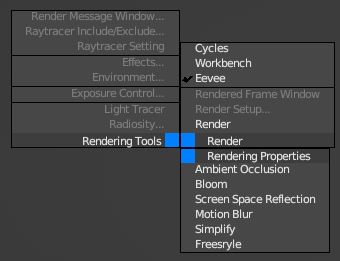 Render Message Window...
Raytracer Include/Exclude...
Raytracer Setting
Effects...
Environment...
Exposure Control...
Light Tracer
Radiosity...
Rendering Tools
Cycles
Workbench
Eevee
Rendered Frame Window
Render Setup...
Render
Render
Rendering Properties
Ambient Occlusion
Bloom
Screen Space Reflection
Motion Blur
Simplify
Freesryle